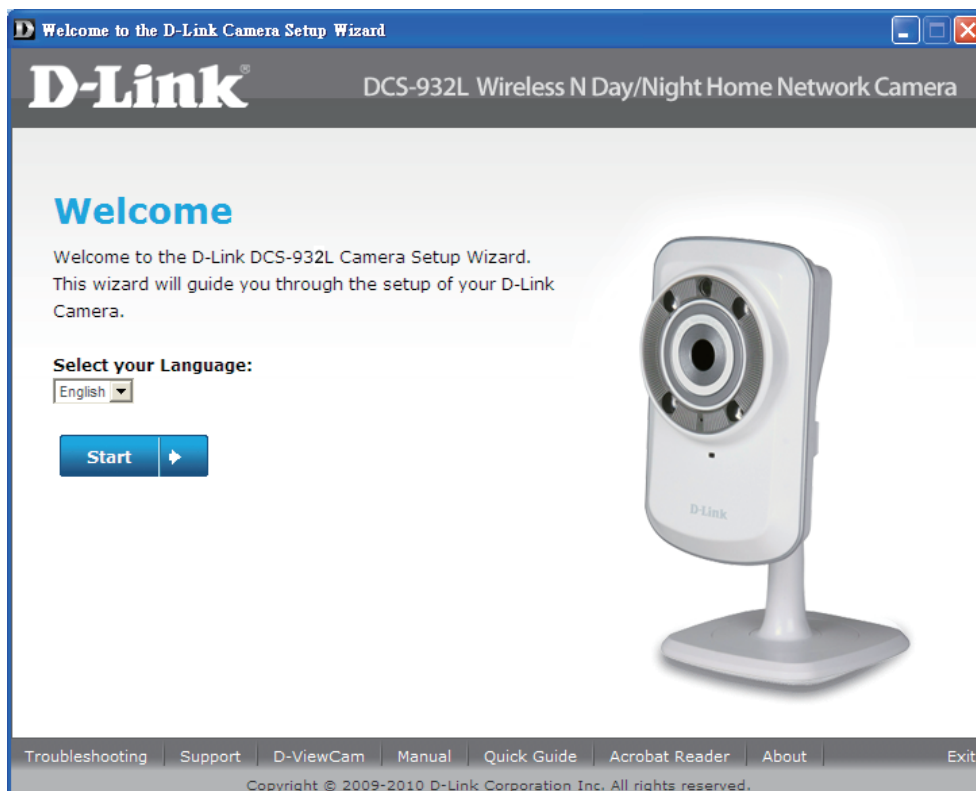 Welcome to the D-Link Camera Setup Wizard
D-Link®
DCS-932L Wireless N Day/Night Home Network Camera
Welcome
Welcome to the D-Link DCS-932L Camera Setup Wizard.
This wizard will guide you through the setup of your D-Link
Camera.
Select your Language:
English
Start
D-Link
Troubleshooting Support D-ViewCam Manual Quick Guide Acrobat Reader About Exit
Copyright © 2009-2010 D-Link Corporation Inc. All rights reserved.